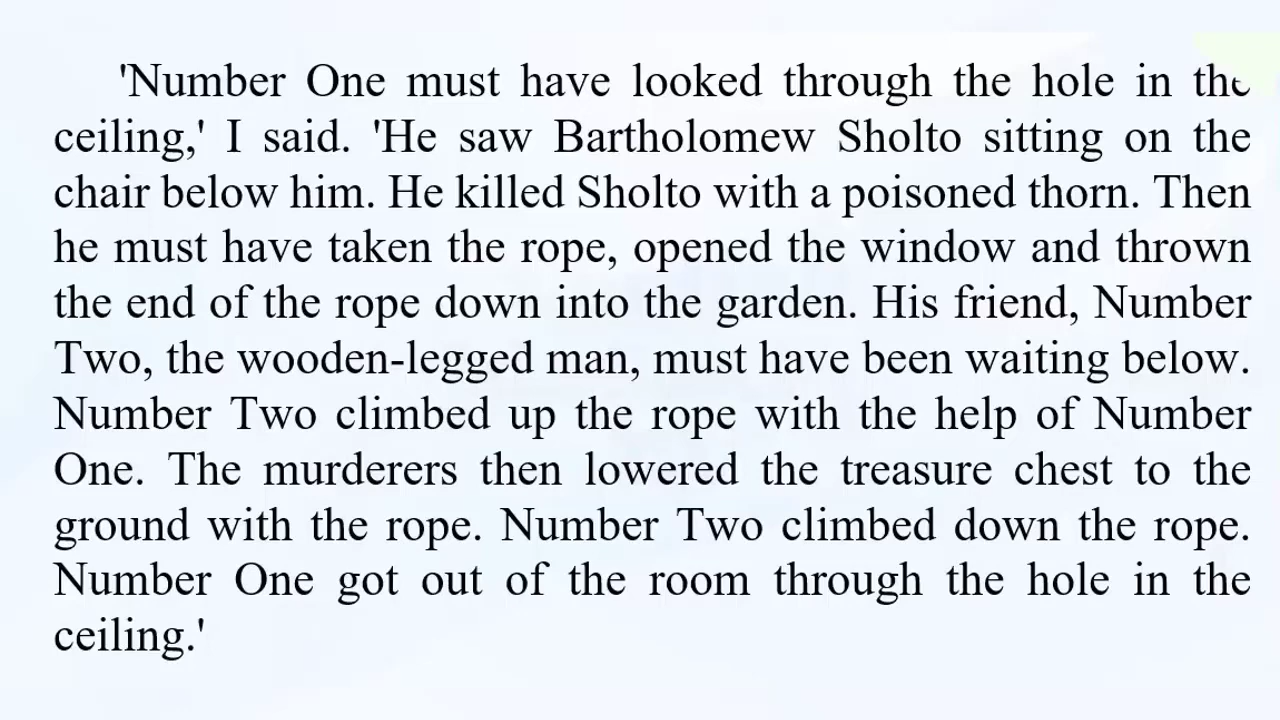 'Number One must have looked through the hole in the
ceiling,' I said. 'He saw Bartholomew Sholto sitting on the
chair below him. He killed Sholto with a poisoned thorn. Then
he must have taken the rope, opened the window and thrown
the end of the rope down into the garden. His friend, Number
Two, the wooden-legged man, must have been waiting below.
Number Two climbed up the rope with the help of Number
One. The murderers then lowered the treasure chest to the
ground with the rope. Number Two climbed down the rope.
Number One got out of the room through the hole in the
ceiling.'